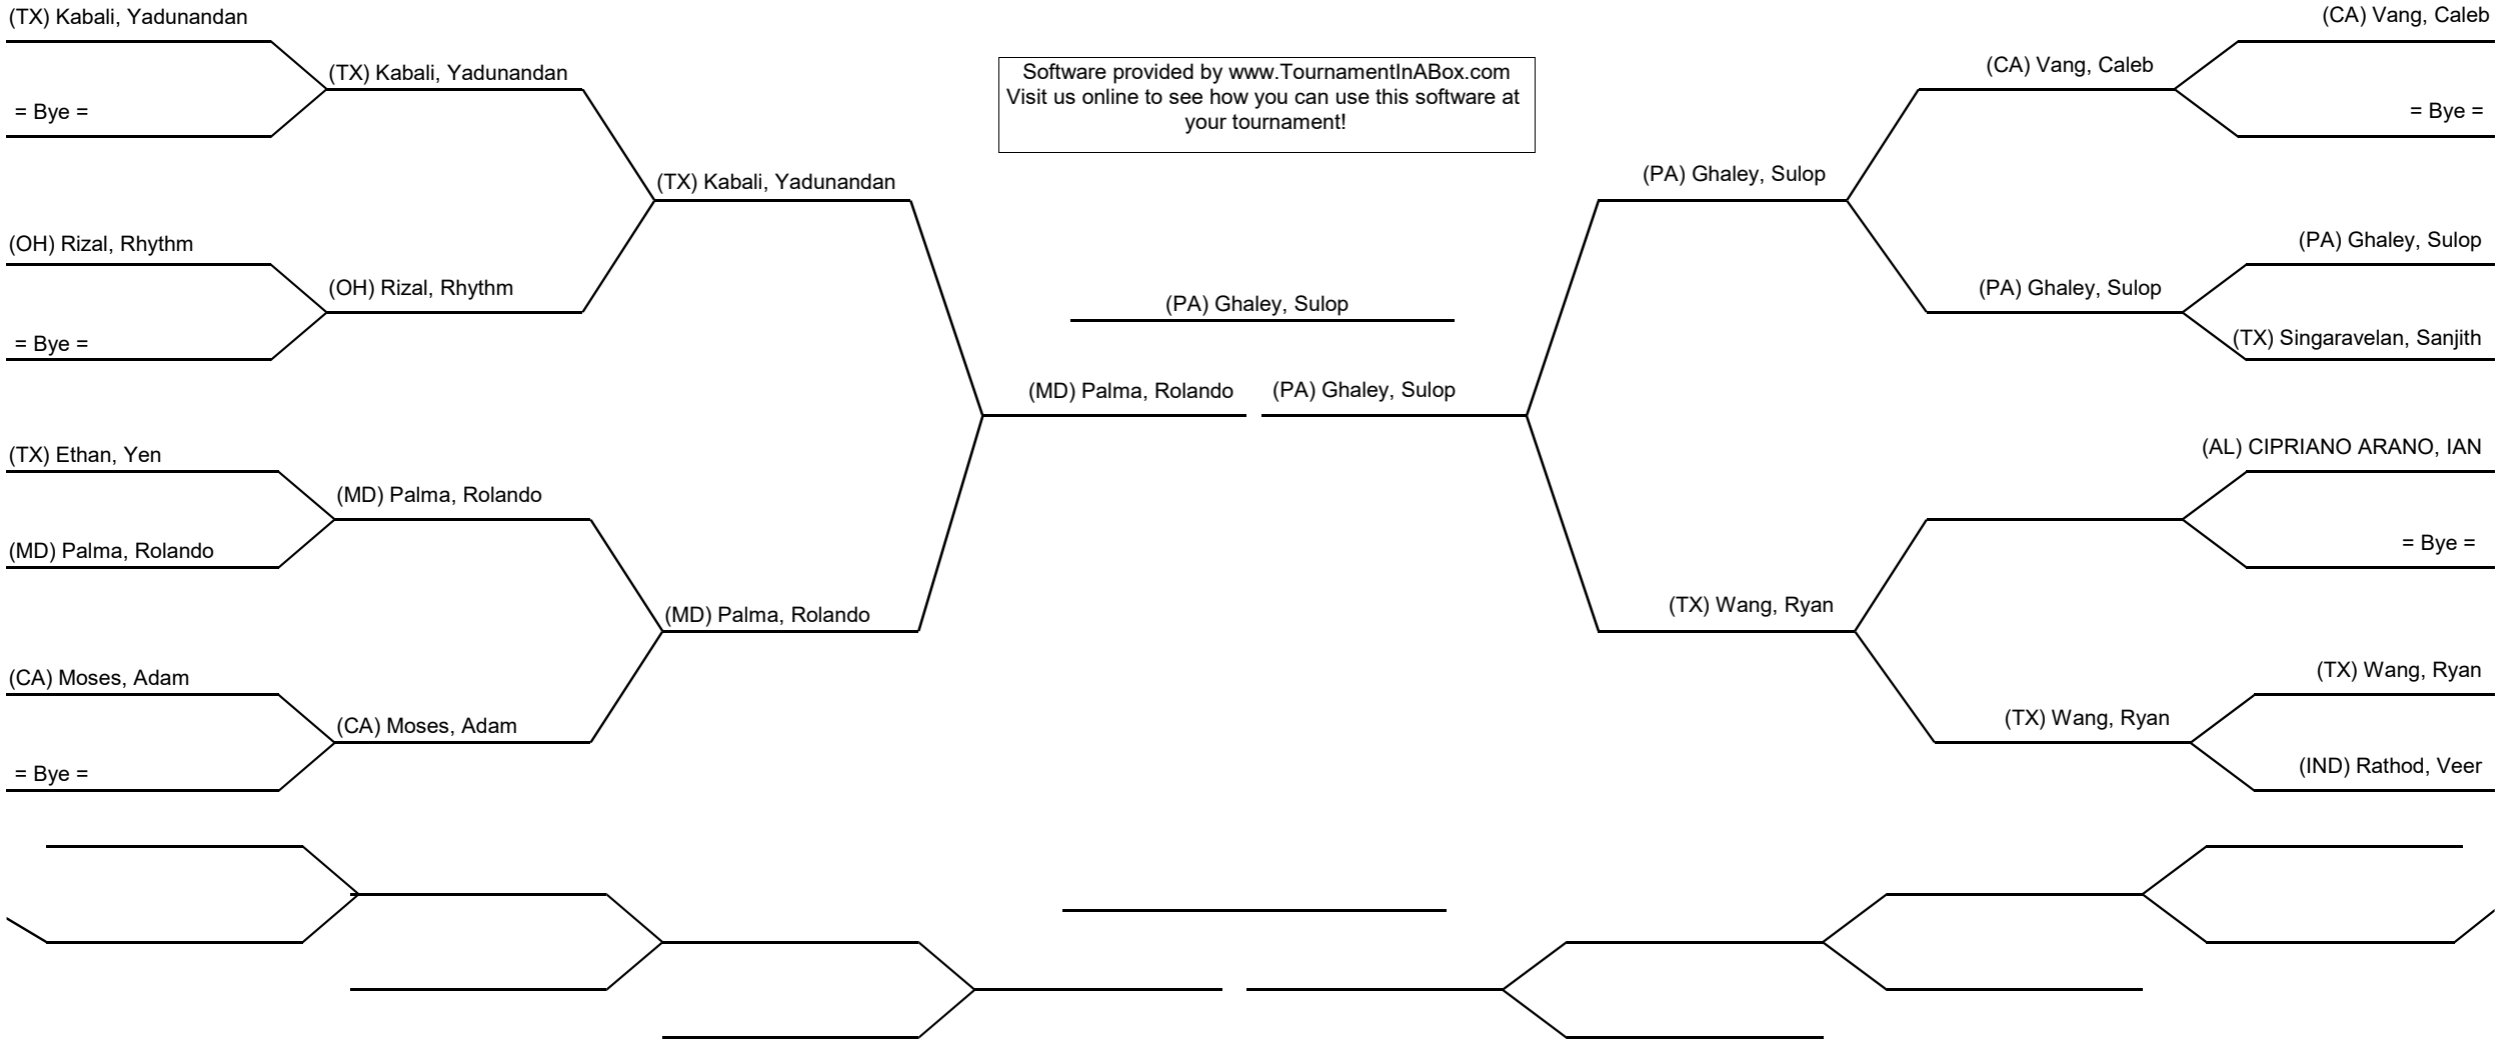 (TX) Kabali, Yadunandan
= Bye =
(OH) Rizal, Rhythm
= Bye =
(TX) Ethan, Yen
(MD) Palma, Rolando
(CA) Moses, Adam
= Bye =
(TX) Kabali, Yadunandan
(OH) Rizal, Rhythm
(MD) Palma, Rolando
(CA) Moses, Adam
(TX) Kabali, Yadunandan
(MD) Palma, Rolando
Software provided by www.TournamentInABox.com
Visit us online to see how you can use this software at
your tournament!
(PA) Ghaley, Sulop
(MD) Palma, Rolando
(PA) Ghaley, Sulop
(PA) Ghaley, Sulop
(TX) Wang, Ryan
(CA) Vang, Caleb
(PA) Ghaley, Sulop
(TX) Wang, Ryan
(CA) Vang, Caleb
= Bye =
(PA) Ghaley, Sulop
(TX) Singaravelan, Sanjith
(AL) CIPRIANO ARANO, IAN
= Bye =
(TX) Wang, Ryan
(IND) Rathod, Veer